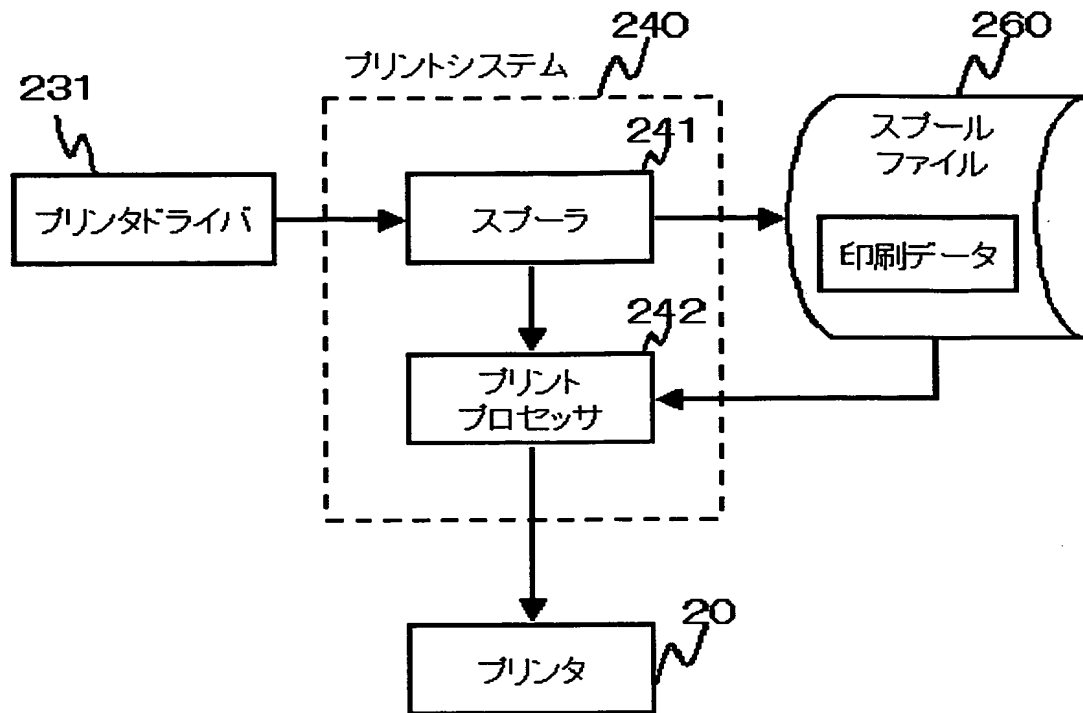 240
260
プリントシステム
231
241
スプール
ファイル
プリンタドライバ
スプーラ
印刷データ
242
プリント
プロセッサ
20
プリンタ